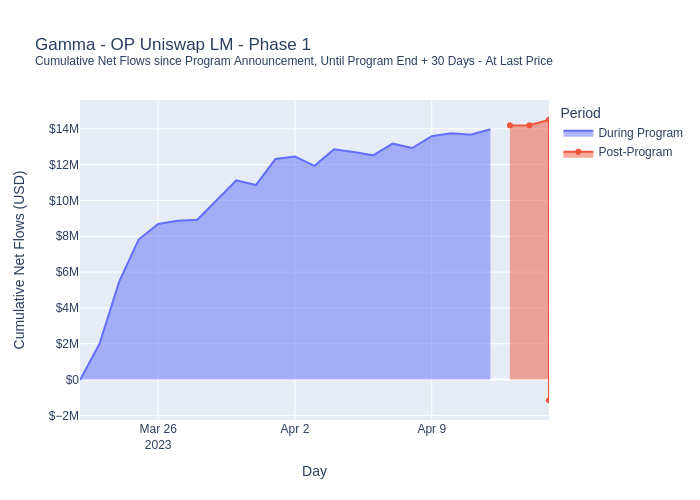 Gamma - OP Uniswap LM - Phase 1
Cumulative Net Flows since Program Announcement, Until Program End + 30 Days - At Last Price
Period
During Program
Post-Program
Cumulative Net Flows (USD)
$14M
$12M
$10M
$8M
$6M
$4M
$2M
$0
$−2M
Mar 26
2023
Apr 2
Apr 9
Day